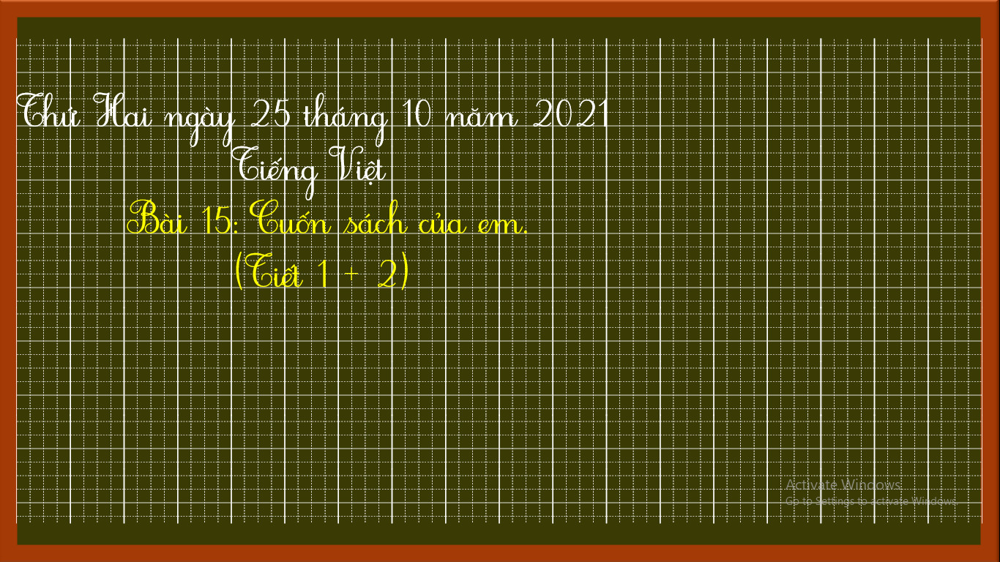 Thứ Hai ngày 25 tháng 10 năm 2021
Tiếng Việt
Bài 15: Cuốn sách của em.
(Tiết 1 + 2)
Activate Windows
Go to Settings to activate Windows.